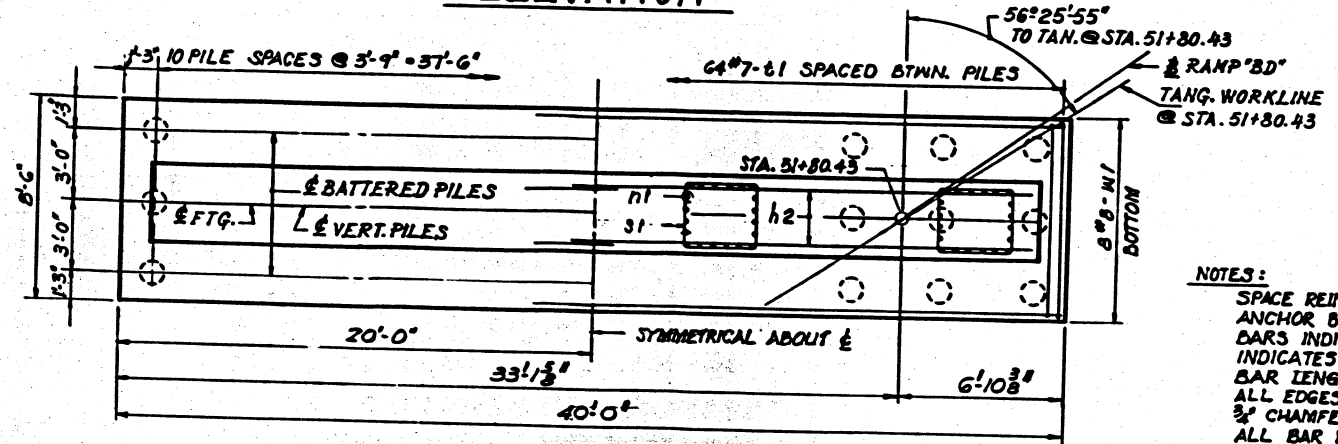 56°25'55"
TO TAN. @ STA. 51+80.43
1'-3" 10 PILE SPACES @ 3'-9" = 37'-6"
64 #7-t1 SPACED BTWN. PILES
℄ RAMP "BD"
TANG. WORKLINE
@ STA. 51+80.43
8'-6"
1'-3"
3'-0"
3'-0"
1'-3"
STA. 51+80.43
℄ BATTERED PILES
℄ FTG.
℄ VERT. PILES
n1
s1
h2
8 #8-W1
BOTTOM
NOTES:
SPACE REI
ANCHOR B
BARS INDI
INDICATES
BAR LENG
ALL EDGES
3/4" CHAMFE
ALL BAR
20'-0"
SYMMETRICAL ABOUT ℄
33'-1 5/8"
6'-10 3/8"
40'-0"